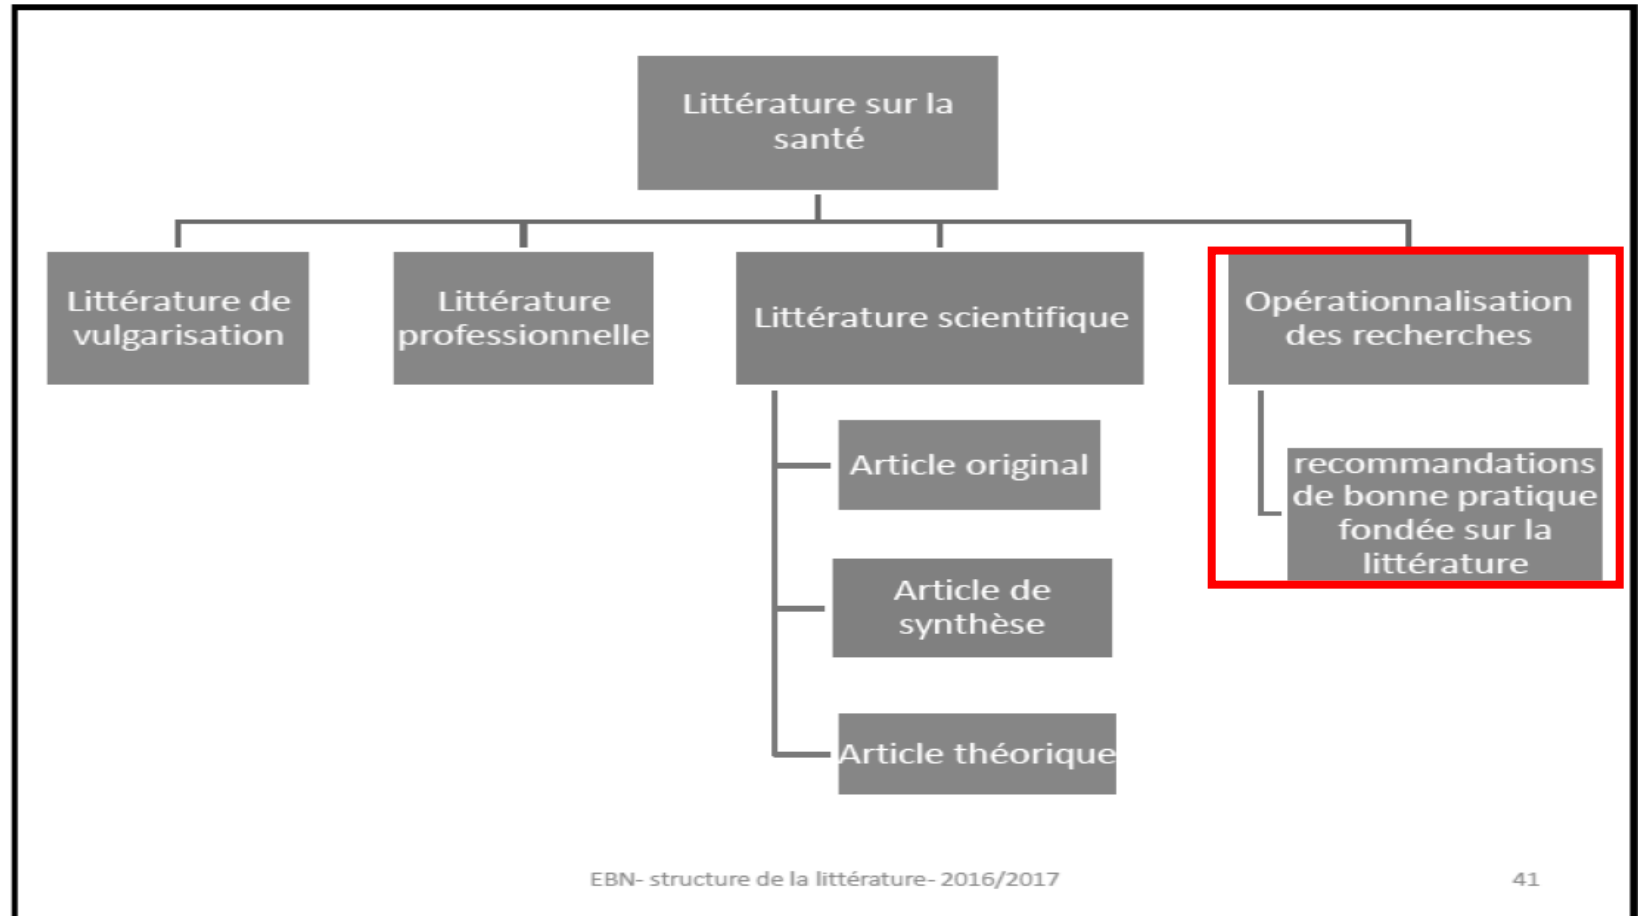 Littérature sur la
santé
Littérature de
vulgarisation
Littérature
professionnelle
Littérature scientifique
Article original
Article de
synthèse
Article théorique
Opérationnalisation
des recherches
recommandations
de bonne pratique
fondée sur la
littérature
EBN- structure de la littérature- 2016/2017
41